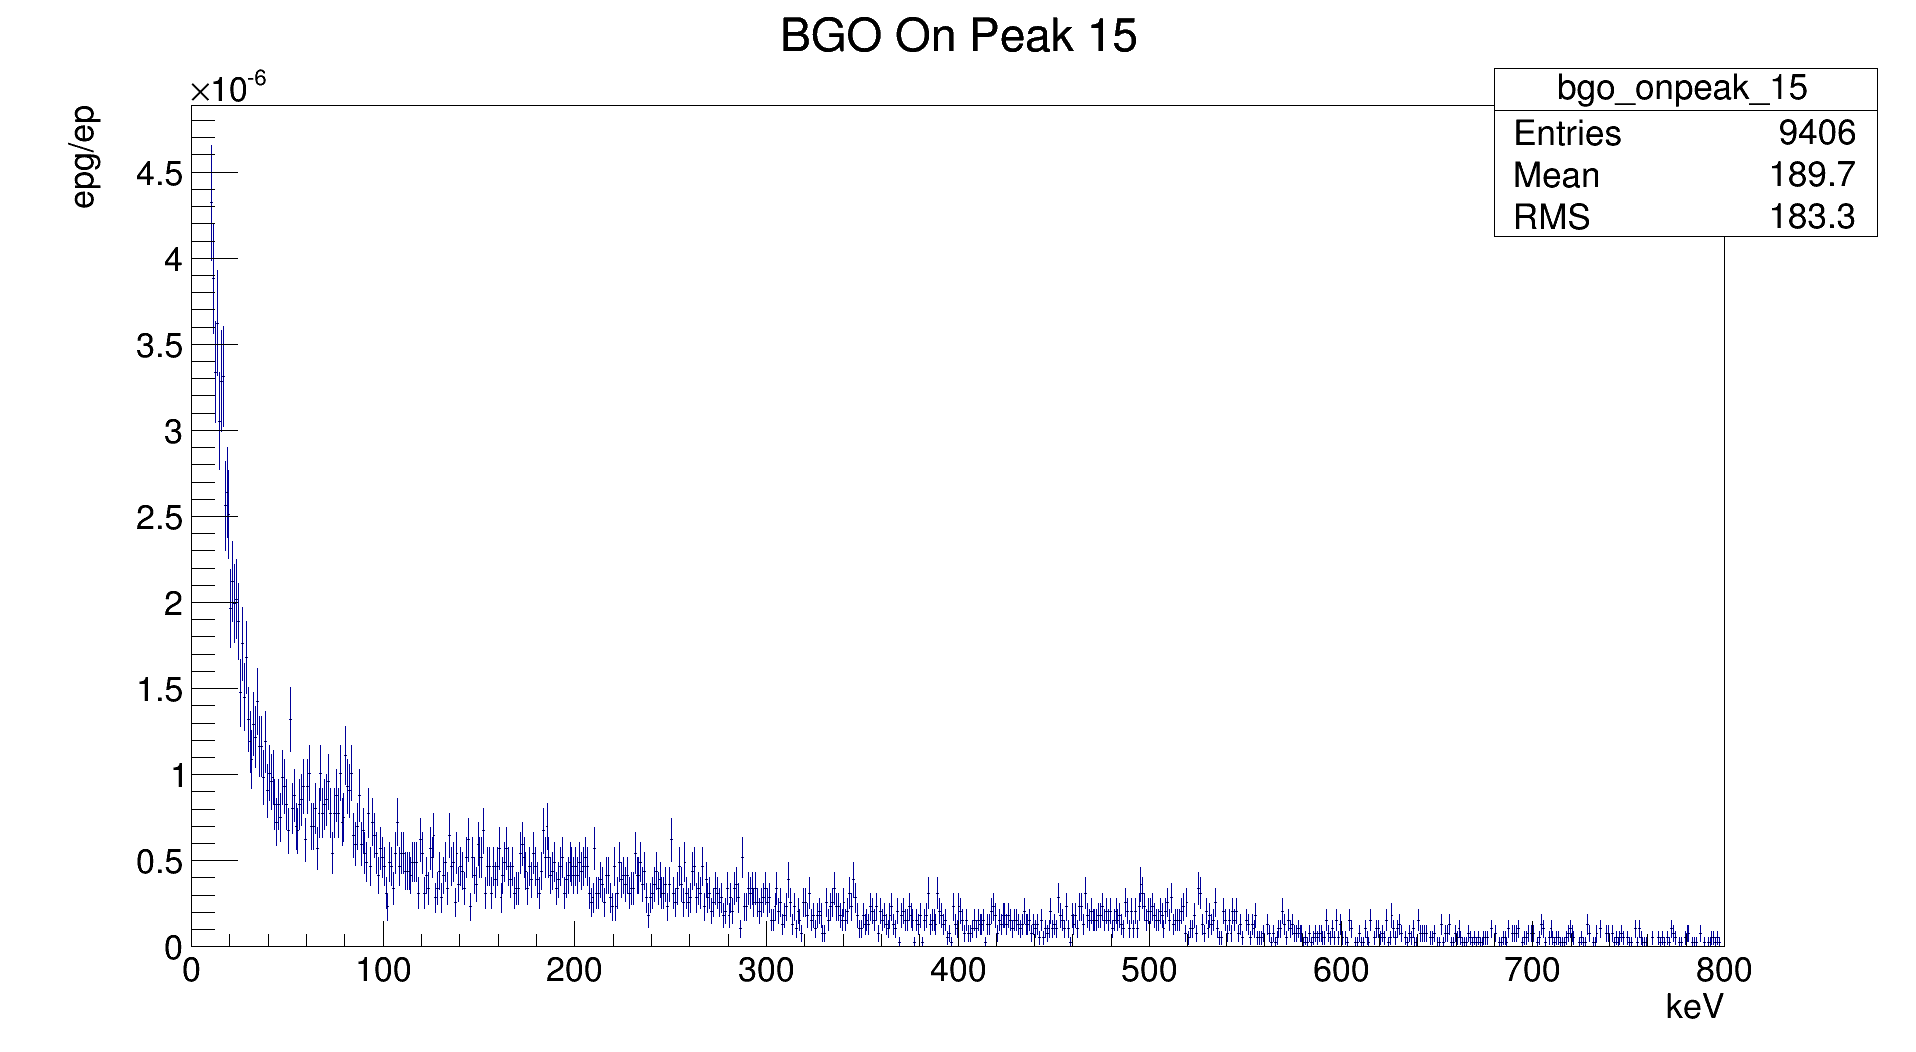 BGO On Peak 15
×10-6
bgo_onpeak_15
Entries 9406
Mean 189.7
RMS 183.3
epg/ep
4.5
4
3.5
3
2.5
2
1.5
1
0.5
0
0 100 200 300 400 500 600 700 800
keV